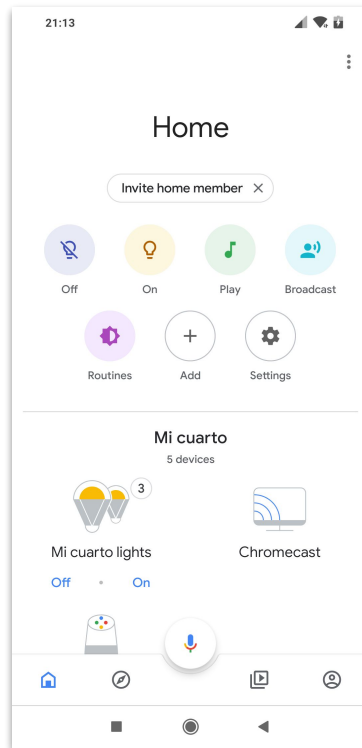 21:13
Home
Invite home member
Off
On
Play
Broadcast
Routines
Add
Settings
Mi cuarto
5 devices
3
Mi cuarto lights
Chromecast
Off • On